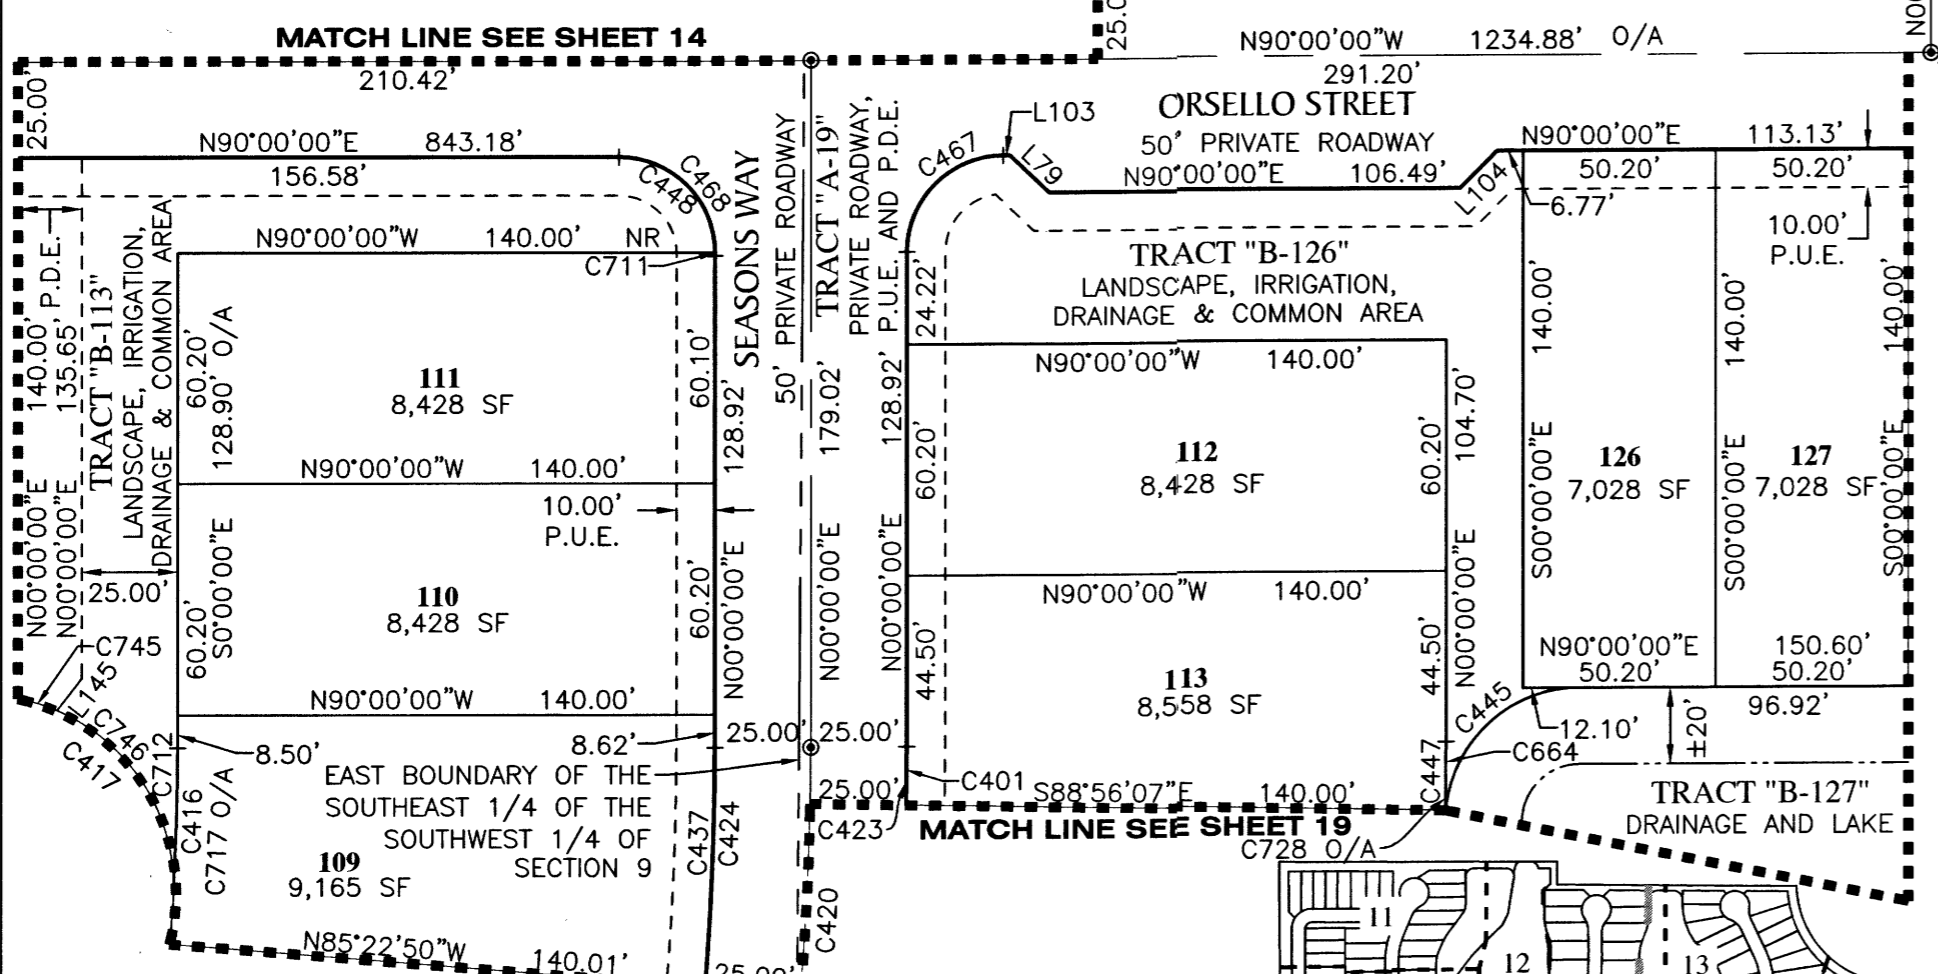 MATCH LINE SEE SHEET 14
25.00'
N90°00'00"W 1234.88' O/A
210.42'
291.20'
ORSELLO STREET
50' PRIVATE ROADWAY
25.00'
N90°00'00"E 843.18'
156.58'
C468
C448
C467
L103
L79
N90°00'00"E 106.49'
L104
N90°00'00"E 113.13'
50.20'
50.20'
6.77'
10.00'
P.U.E.
N90°00'00"W 140.00' NR
C711
SEASONS WAY
50' PRIVATE ROADWAY
TRACT "A-19"
PRIVATE ROADWAY,
P.U.E. AND P.D.E.
TRACT "B-126"
LANDSCAPE, IRRIGATION,
DRAINAGE & COMMON AREA
N00°00'00"E 140.00'
N00°00'00"E 135.65' P.D.E.
TRACT "B-113"
LANDSCAPE, IRRIGATION,
DRAINAGE & COMMON AREA
25.00'
60.20'
S0°00'00"E 128.90' O/A
111
8,428 SF
60.10'
N00°00'00"E 128.92'
N00°00'00"E 179.02'
N00°00'00"E 128.92'
24.22'
N90°00'00"W 140.00'
N90°00'00"W 140.00'
10.00'
P.U.E.
60.20'
112
8,428 SF
60.20'
N00°00'00"E 104.70'
S00°00'00"E 140.00'
126
7,028 SF
S00°00'00"E 140.00'
127
7,028 SF
S00°00'00"E 140.00'
60.20'
110
8,428 SF
60.20'
N90°00'00"W 140.00'
44.50'
113
8,558 SF
44.50'
N90°00'00"E 150.60'
50.20'
50.20'
C745
L145
C746
C417
N90°00'00"W 140.00'
C712
8.50'
8.62'
25.00' 25.00'
C445
12.10'
C664
C447
±20'
96.92'
EAST BOUNDARY OF THE
SOUTHEAST 1/4 OF THE
SOUTHWEST 1/4 OF
SECTION 9
C416
C717 O/A
109
9,165 SF
C437
C424
25.00'
C423
C401
S88°56'07"E 140.00'
MATCH LINE SEE SHEET 19
C728 O/A
TRACT "B-127"
DRAINAGE AND LAKE
C420
N85°22'50"W 140.01'
25.00'
11
12
13